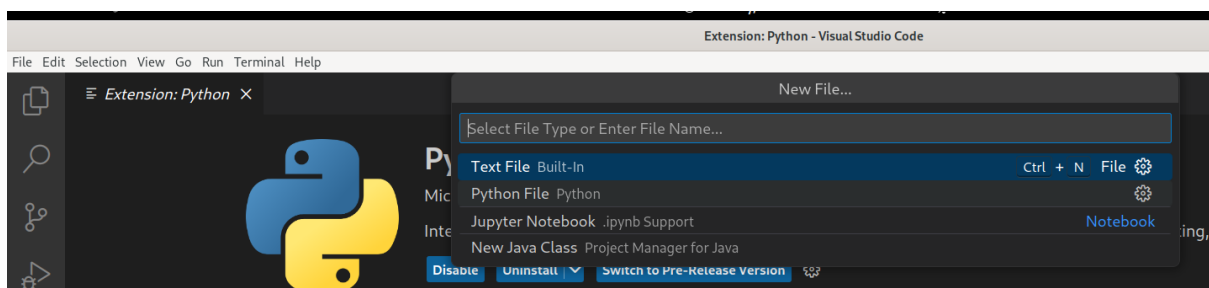 Extension: Python - Visual Studio Code
File Edit Selection View Go Run Terminal Help
Extension: Python
New File...
Select File Type or Enter File Name...
Text File Built-In Ctrl + N File
Python File Python
Jupyter Notebook .ipynb Support Notebook
New Java Class Project Manager for Java
Disable Uninstall Switch to Pre-Release Version